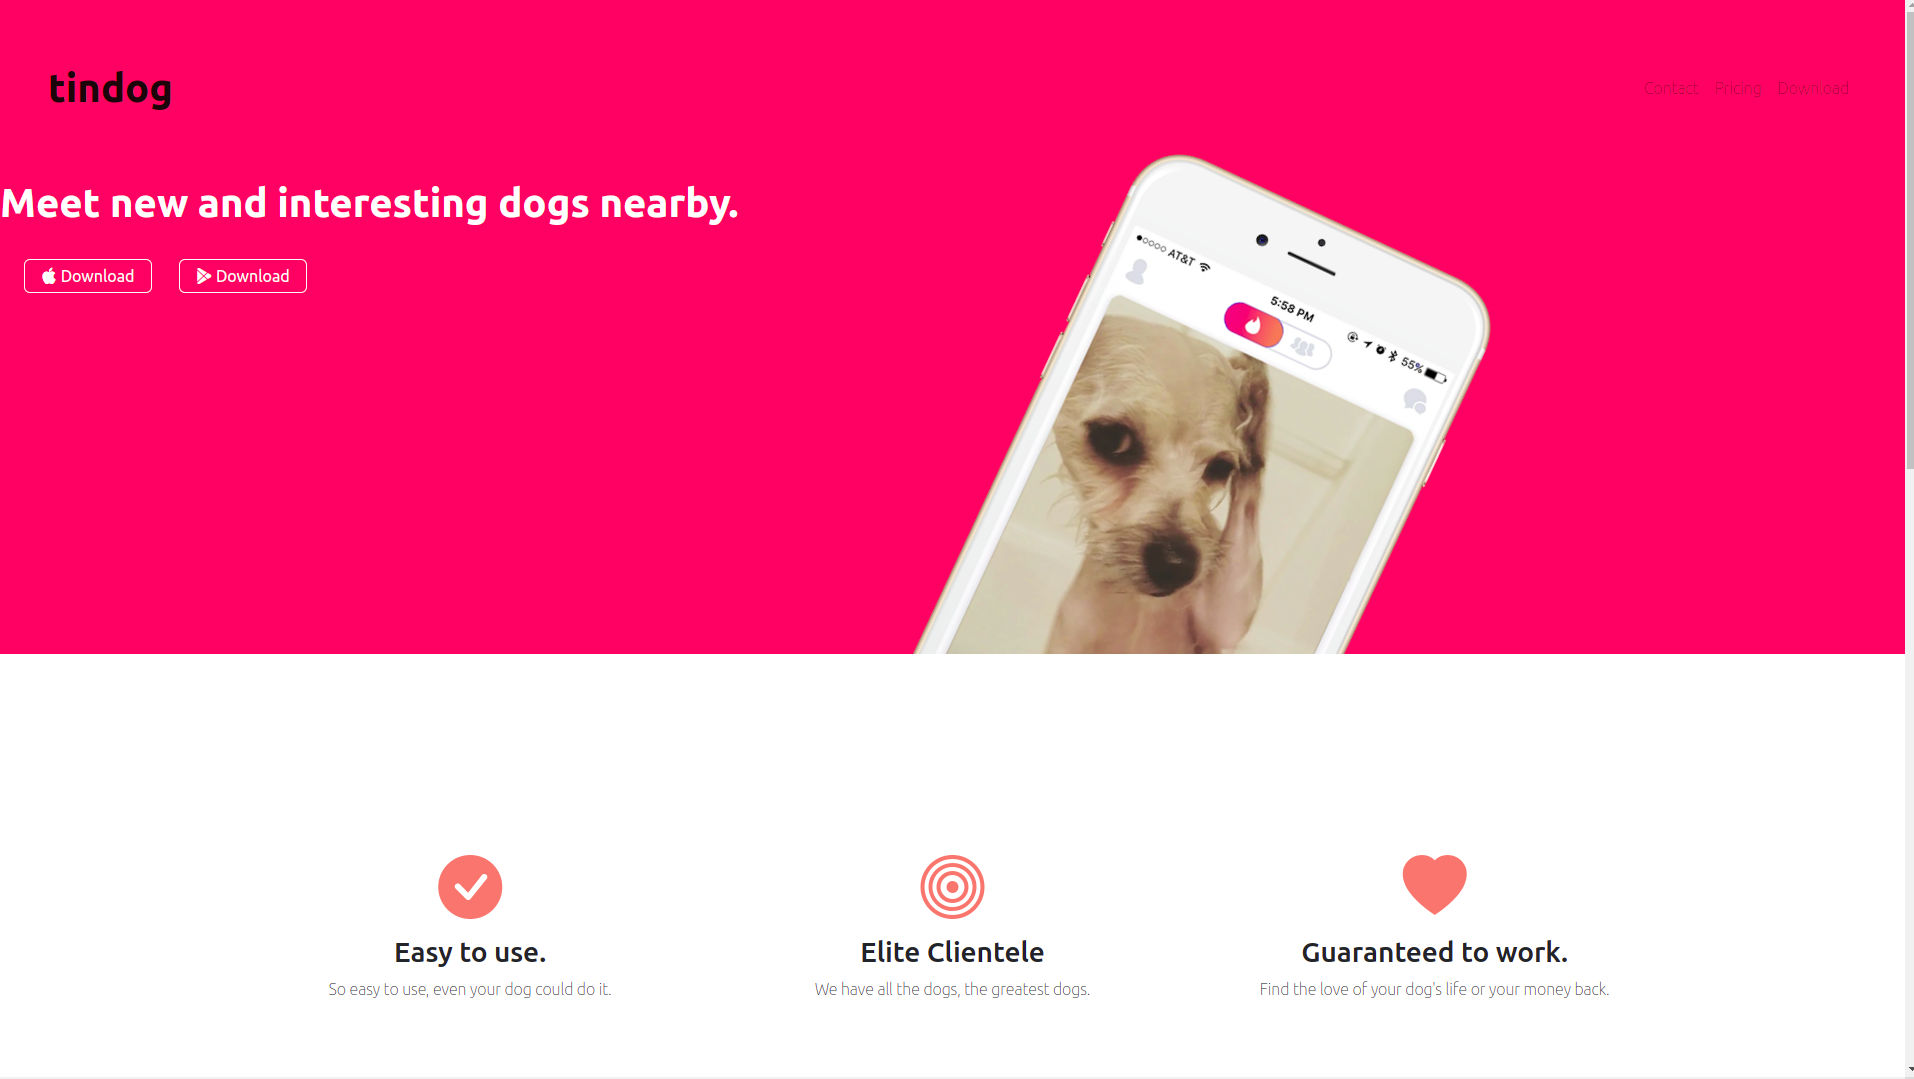 tindog
Contact Pricing Download
Meet new and interesting dogs nearby.
Download Download
AT&T
5:58 PM
55%
Easy to use.
So easy to use, even your dog could do it.
Elite Clientele
We have all the dogs, the greatest dogs.
Guaranteed to work.
Find the love of your dog's life or your money back.